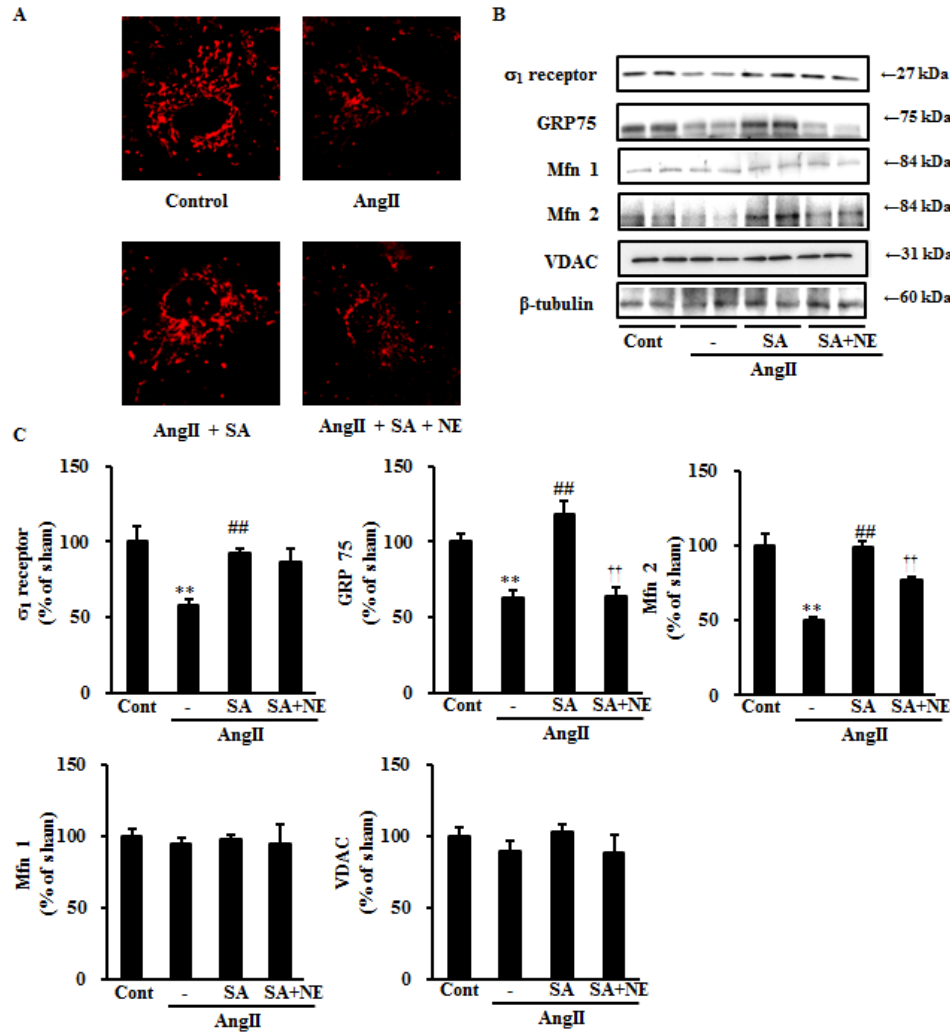 A
Control
AngII
AngII + SA
AngII + SA + NE
B
σ1 receptor
←27 kDa
GRP75
←75 kDa
Mfn 1
←84 kDa
Mfn 2
←84 kDa
VDAC
←31 kDa
β-tubulin
←60 kDa
Cont
-
SA
SA+NE
AngII
C
σ1 receptor
(% of sham)
150
100
50
0
**
##
Cont
-
SA
SA+NE
AngII
GRP 75
(% of sham)
150
100
50
0
**
##
††
Cont
-
SA
SA+NE
AngII
Mfn 2
(% of sham)
150
100
50
0
**
##
††
Cont
-
SA
SA+NE
AngII
Mfn 1
(% of sham)
150
100
50
0
Cont
-
SA
SA+NE
AngII
VDAC
(% of sham)
150
100
50
0
Cont
-
SA
SA+NE
AngII